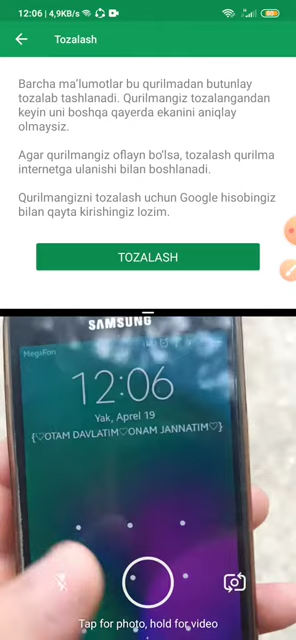 12:06 | 4,9KB/s
Tozalash
Barcha ma'lumotlar bu qurilmadan butunlay
tozalab tashlanadi. Qurilmangiz tozalangandan
keyin uni boshqa qayerda ekanini aniqlay
olmaysiz.
Agar qurilmangiz oflayn bo'lsa, tozalash qurilma
internetga ulanishi bilan boshlanadi.
Qurilmangizni tozalash uchun Google hisobingiz
bilan qayta kirishingiz lozim.
TOZALASH
SAMSUNG
MegaFon
12:06
Yak, Aprel 19
{♡OTAM DAVLATIM♡ONAM JANNATIM♡}
Tap for photo, hold for video